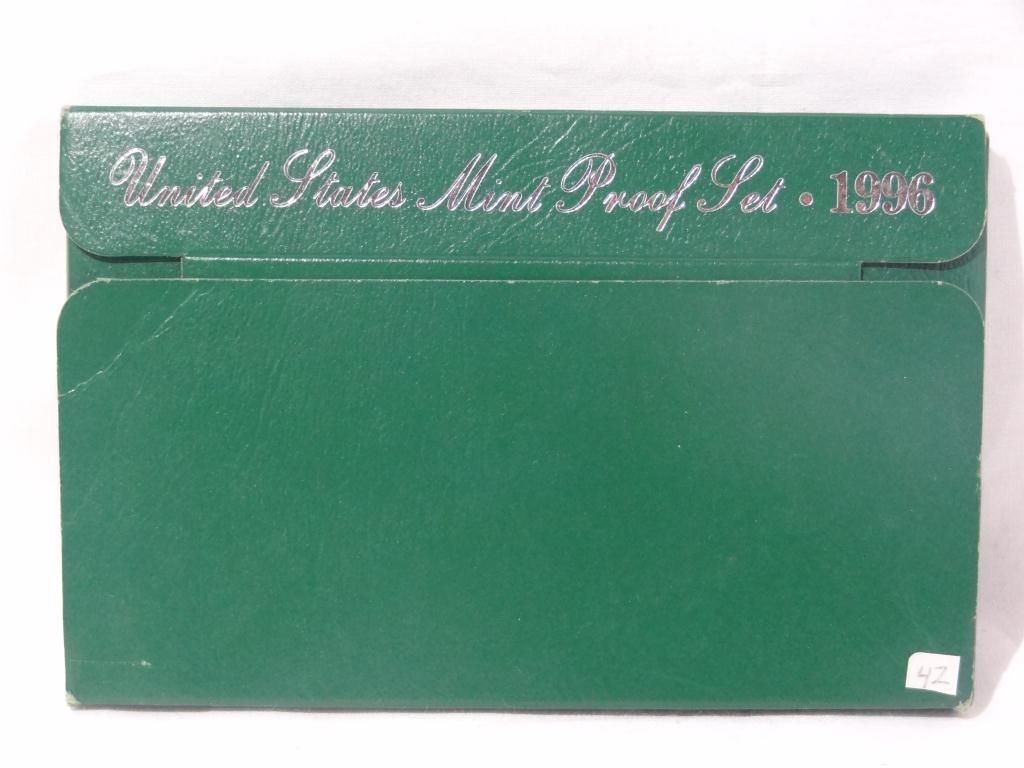 United States Mint Proof Set • 1996
42